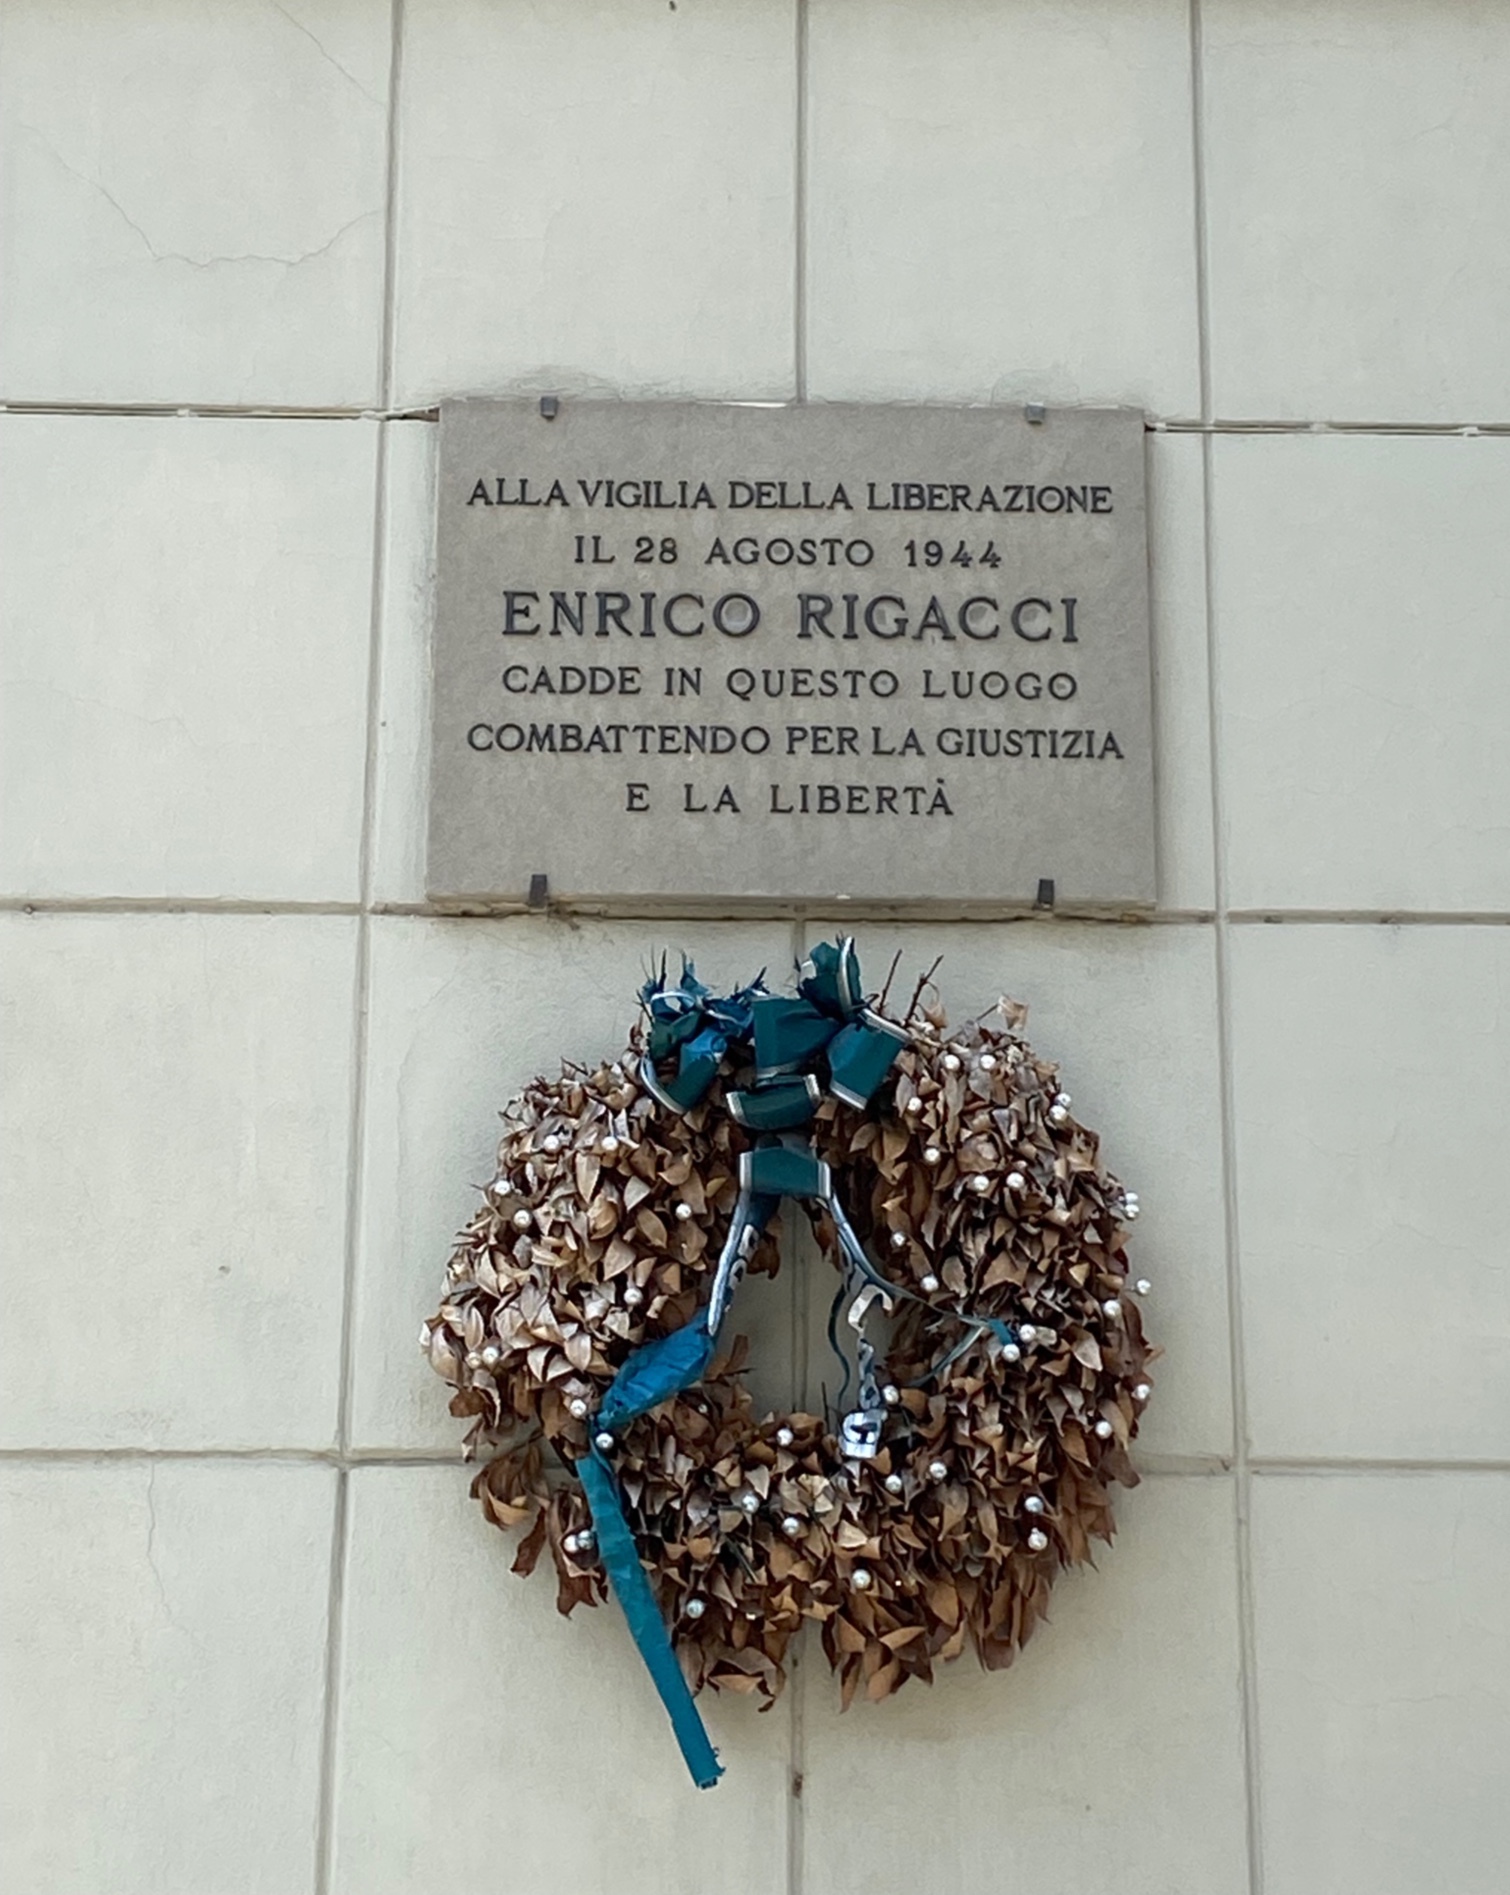 ALLA VIGILIA DELLA LIBERAZIONE
IL 28 AGOSTO 1944
ENRICO RIGACCI
CADDE IN QUESTO LUOGO
COMBATTENDO PER LA GIUSTIZIA
E LA LIBERTÀ